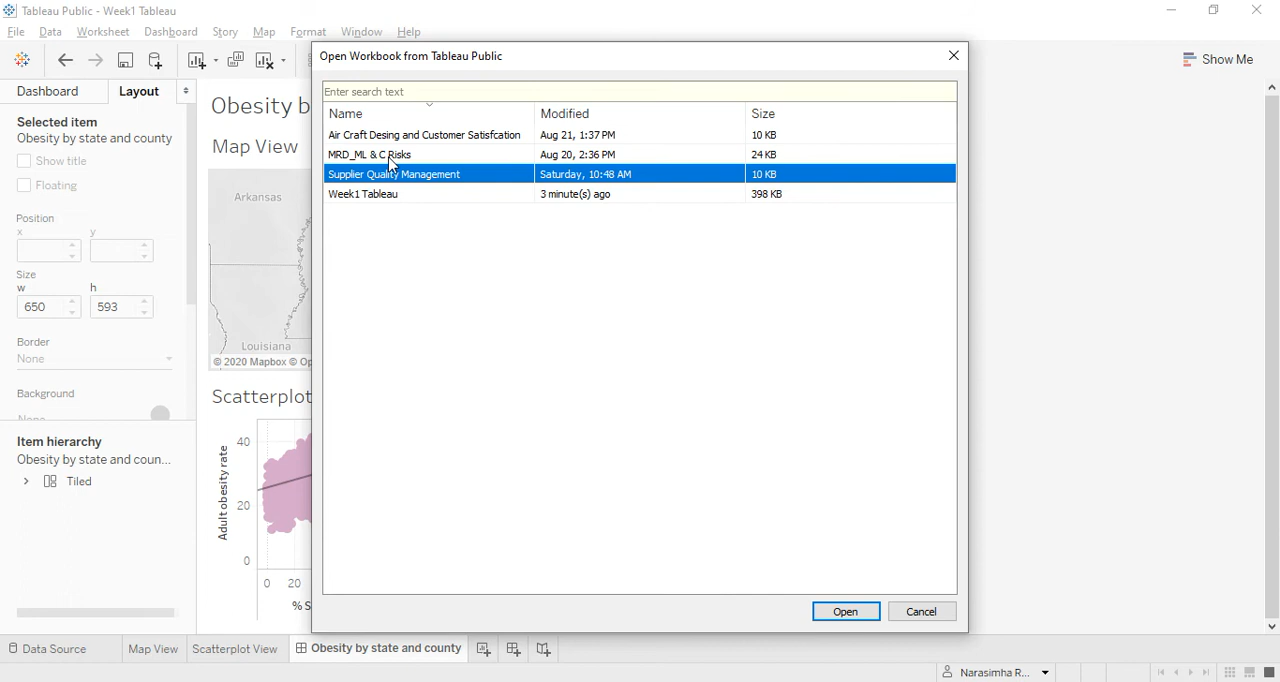 Tableau Public - Week1 Tableau
File Data Worksheet Dashboard Story Map Format Window Help
Show Me
Dashboard Layout
Selected item
Obesity by state and county
Show title
Floating
Position
x y
Size
w h
650 593
Border
None
Background
None
Item hierarchy
Obesity by state and coun...
Tiled
Obesity b
Map View
Arkansas
Louisiana
© 2020 Mapbox © Op
Scatterplot
Adult obesity rate
40
20
0
0 20
% S
Open Workbook from Tableau Public
Enter search text
Name Modified Size
Air Craft Desing and Customer Satisfcation Aug 21, 1:37 PM 10 KB
MRD_ML & C Risks Aug 20, 2:36 PM 24 KB
Supplier Quality Management Saturday, 10:48 AM 10 KB
Week1 Tableau 3 minute(s) ago 398 KB
Open Cancel
Data Source Map View Scatterplot View Obesity by state and county
Narasimha R...